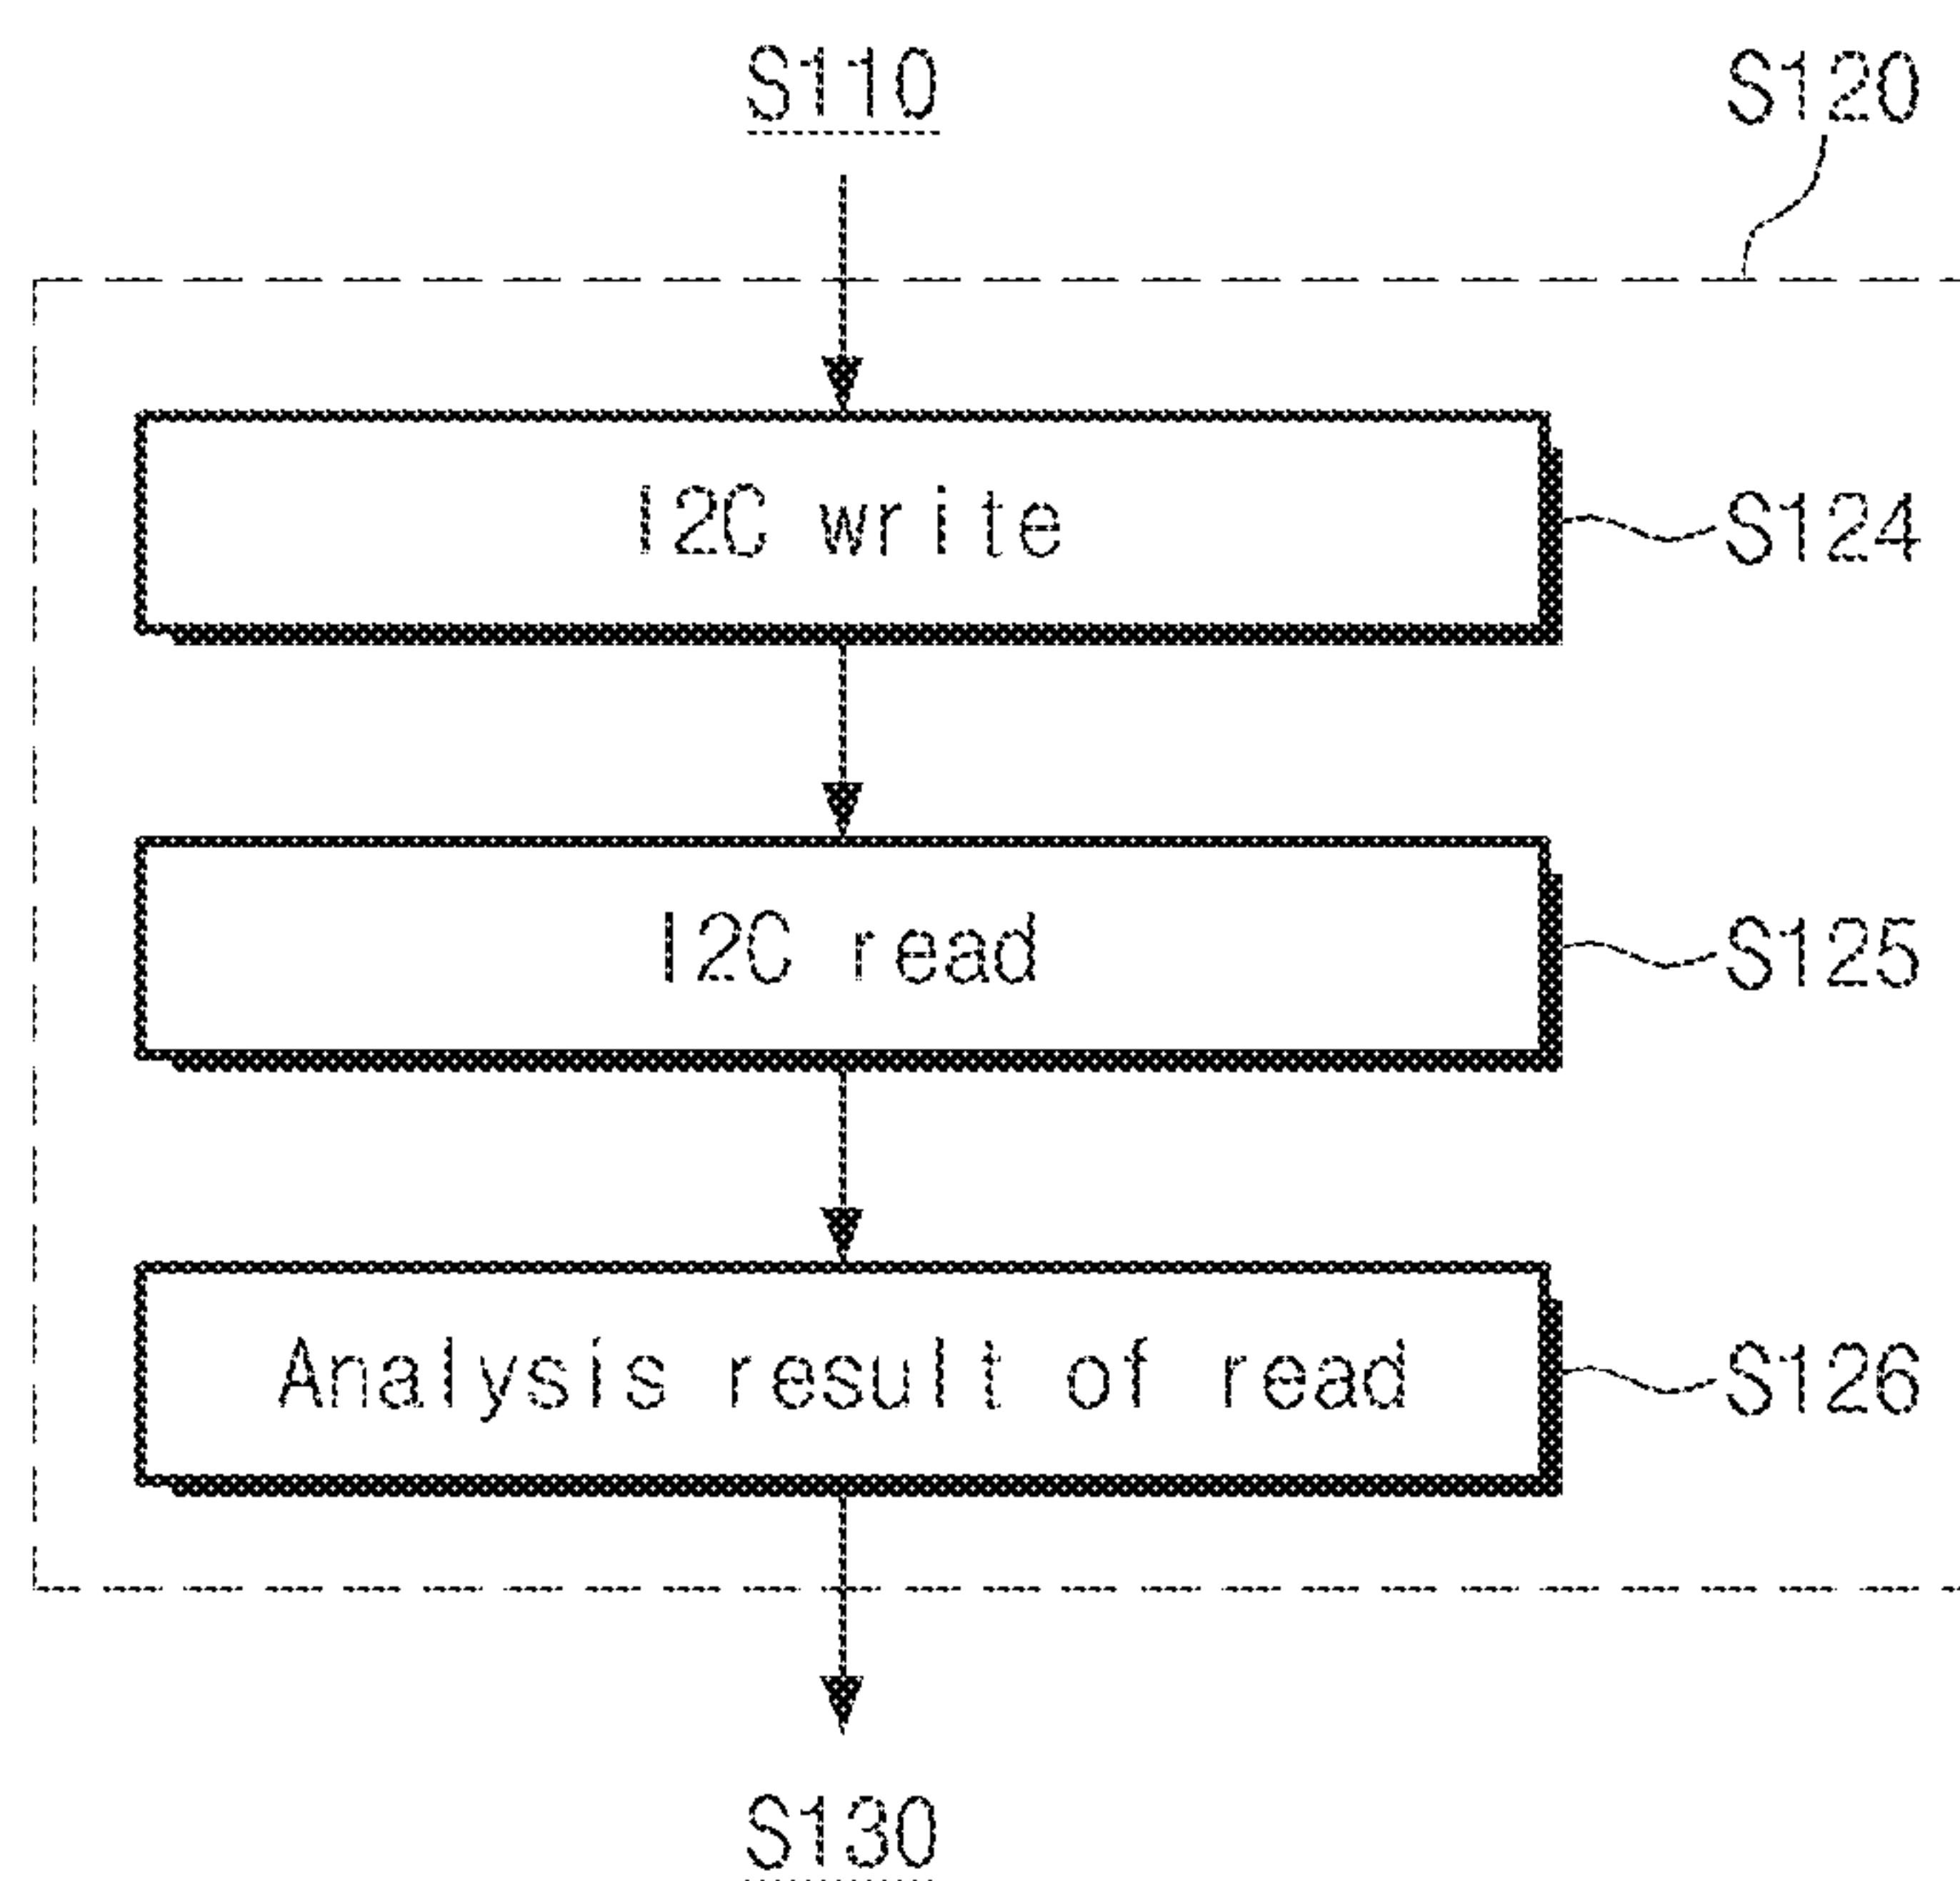 S110
S120
I2C write
S124
I2C read
S125
Analysis result of read
S126
S130